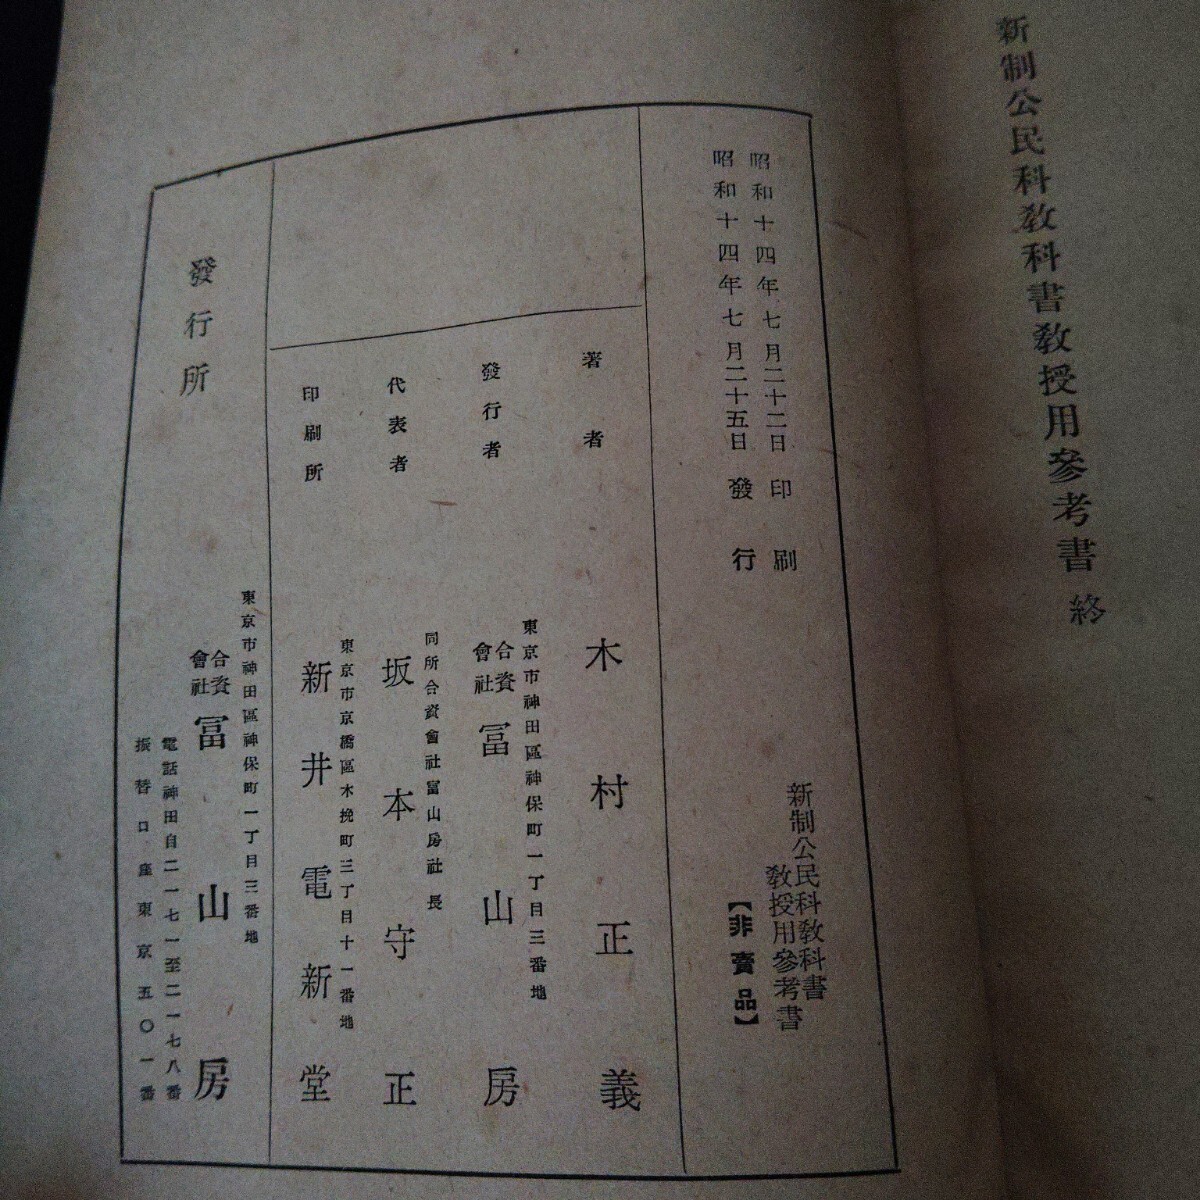 新制公民科教科書教授用參考書 終
昭和十四年七月二十二日 印刷
昭和十四年七月二十五日 發行
新制公民科教科書
教授用參考書
【非賣品】
著者 木村正義
東京市神田區神保町一丁目三番地
發行者 合資會社 冨山房
同所合資會社冨山房社長
代表者 坂本守正
東京市京橋區木挽町三丁目十一番地
印刷所 新井電新堂
東京市神田區神保町一丁目三番地
發行所 合資會社 冨山房
電話神田自二一七一至二一七八番
振替口座東京五〇一番